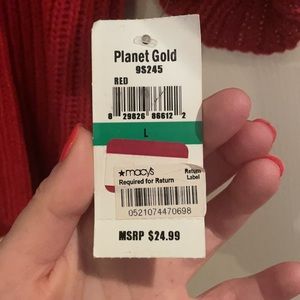 Planet Gold
9S245
RED
8 29826 86612 2
L
★macy's Return
Required for Return Label
0521074470698
MSRP $24.99